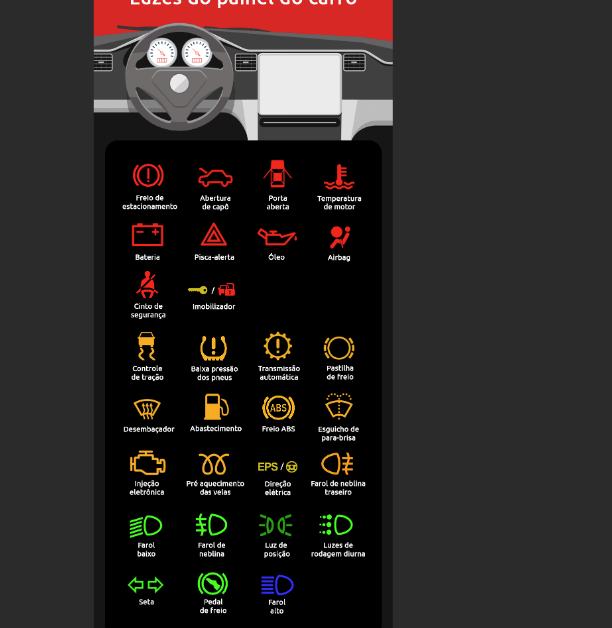 Luzes do painel do carro
Freio de
estacionamento
Abertura
de capô
Porta
aberta
Temperatura
de motor
Bateria
Pisca-alerta
Óleo
Airbag
Cinto de
segurança
/
Imobilizador
Controle
de tração
Baixa pressão
dos pneus
Transmissão
automática
Pastilha
de freio
ABS
Desembaçador
Abastecimento
Freio ABS
Esguicho de
para-brisa
EPS /
Injeção
eletrônica
Pré aquecimento
das velas
Direção
elétrica
Farol de neblina
traseiro
Farol
baixo
Farol de
neblina
Luz de
posição
Luzes de
rodagem diurna
Seta
Pedal
de freio
Farol
alto